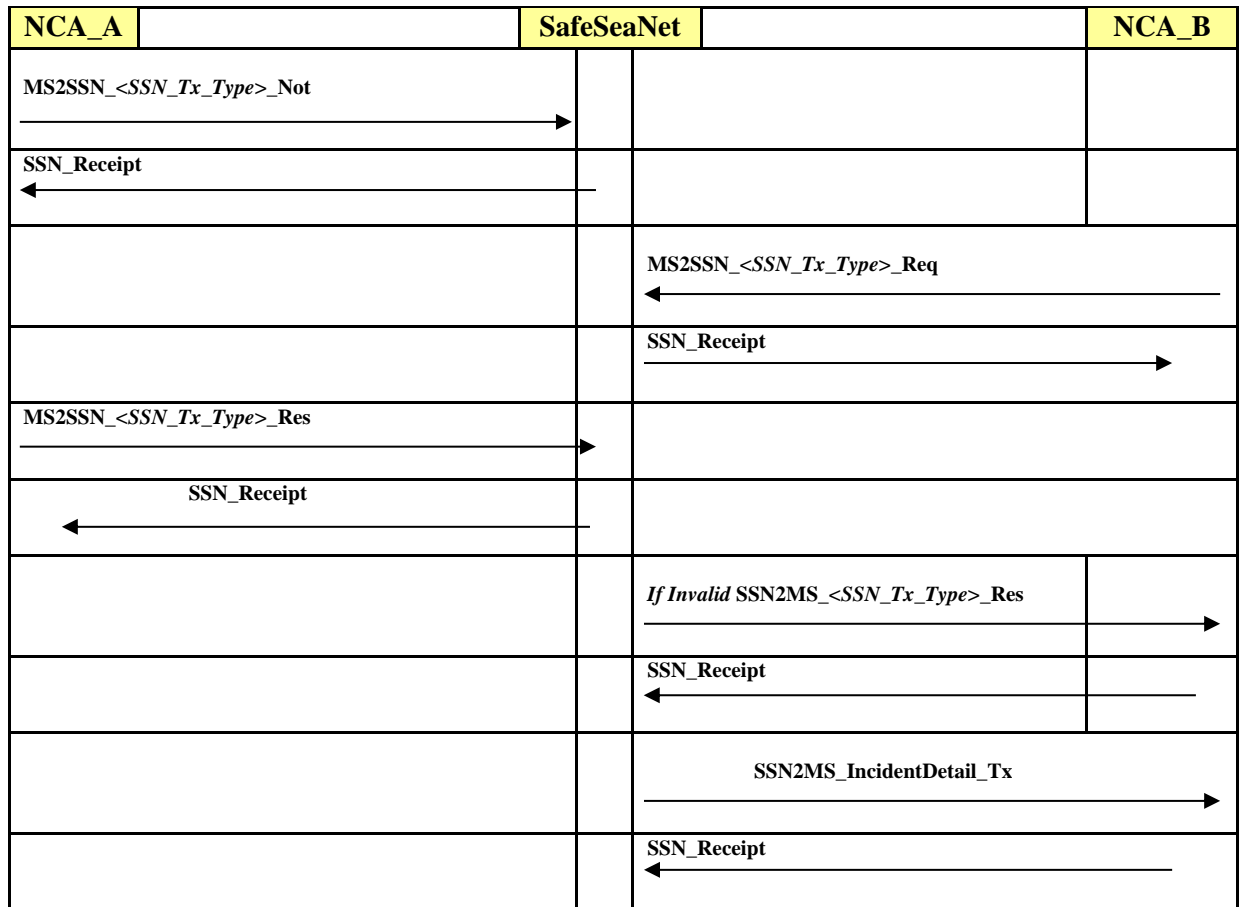 NCA_A SafeSeaNet NCA_B
MS2SSN_<SSN_Tx_Type>_Not
SSN_Receipt
MS2SSN_<SSN_Tx_Type>_Req
SSN_Receipt
MS2SSN_<SSN_Tx_Type>_Res
SSN_Receipt
If Invalid SSN2MS_<SSN_Tx_Type>_Res
SSN_Receipt
SSN2MS_IncidentDetail_Tx
SSN_Receipt